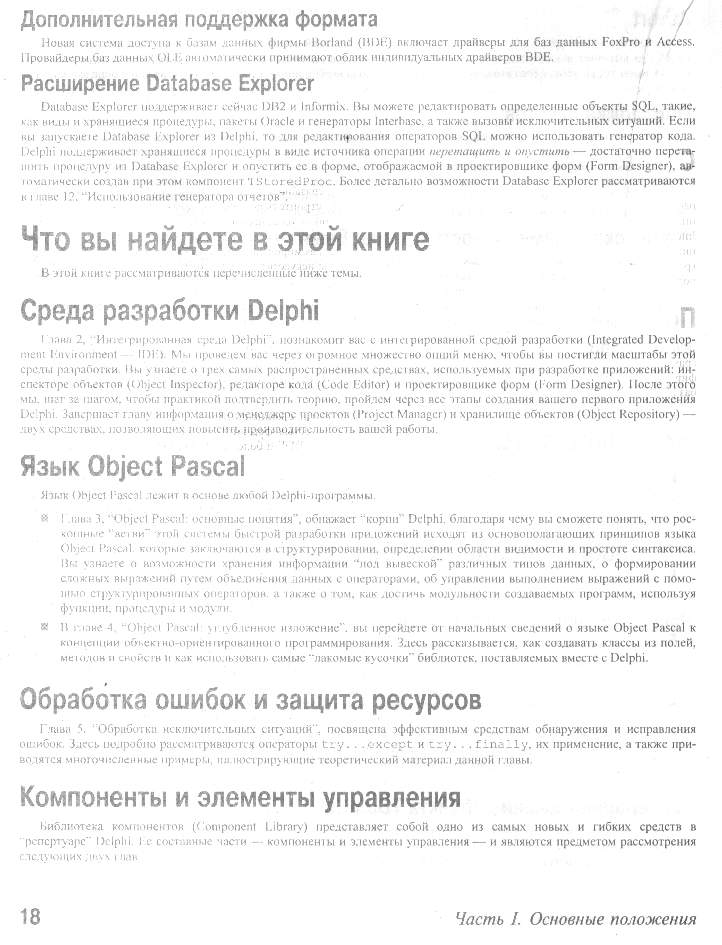 Дополнительная поддержка формата
Новая система доступа к базам данных фирмы Borland (BDE) включает драйверы для баз данных FoxPro и Access.
Провайдеры баз данных OLE автоматически принимают облик индивидуальных драйверов BDE.
Расширение Database Explorer
Database Explorer поддерживает сейчас DB2 и Informix. Вы можете редактировать определенные объекты SQL, такие,
как виды и хранящиеся процедуры, пакеты Oracle и генераторы Interbase, а также вызовы исключительных ситуаций. Если
вы запускаете Database Explorer из Delphi, то для редактирования операторов SQL можно использовать генератор кода.
Delphi поддерживает хранящиеся процедуры в виде источника операции перетащить и опустить — достаточно перета-
щить процедуру из Database Explorer и опустить ее в форме, отображаемой в проектировщике форм (Form Designer), ав-
томатически создав при этом компонент TStoredProc. Более детально возможности Database Explorer рассматриваются
в главе 12, “Использование генератора отчетов”.
Что вы найдете в этой книге
В этой книге рассматриваются перечисленные ниже темы.
Среда разработки Delphi
Глава 2, “Интегрированная среда Delphi”, познакомит вас с интегрированной средой разработки (Integrated Develop-
ment Environment — IDE). Мы проведем вас через огромное множество опций меню, чтобы вы постигли масштабы этой
среды разработки. Вы узнаете о трех самых распространенных средствах, используемых при разработке приложений: ин-
спекторе объектов (Object Inspector), редакторе кода (Code Editor) и проектировщике форм (Form Designer). После этого
мы, шаг за шагом, чтобы практикой подтвердить теорию, пройдем через все этапы создания вашего первого приложения
Delphi. Завершает главу информация о менеджере проектов (Project Manager) и хранилище объектов (Object Repository) —
двух средствах, позволяющих повысить производительность вашей работы.
Язык Object Pascal
Язык Object Pascal лежит в основе любой Delphi-программы.
Глава 3, “Object Pascal: основные понятия”, обнажает “корни” Delphi, благодаря чему вы сможете понять, что рос-
кошные “ветви” этой системы быстрой разработки приложений исходят из основополагающих принципов языка
Object Pascal, которые заключаются в структурировании, определении области видимости и простоте синтаксиса.
Вы узнаете о возможности хранения информации “под вывеской” различных типов данных, о формировании
сложных выражений путем объединения данных с операторами, об управлении выполнением выражений с помо-
щью структурированных операторов, а также о том, как достичь модульности создаваемых программ, используя
функции, процедуры и модули.
В главе 4, “Object Pascal: углубленное изложение”, вы перейдете от начальных сведений о языке Object Pascal к
концепции объектно-ориентированного программирования. Здесь рассказывается, как создавать классы из полей,
методов и свойств и как использовать самые “лакомые кусочки” библиотек, поставляемых вместе с Delphi.
Обработка ошибок и защита ресурсов
Глава 5, “Обработка исключительных ситуаций”, посвящена эффективным средствам обнаружения и исправления
ошибок. Здесь подробно рассматриваются операторы try...except и try...finally, их применение, а также при-
водятся многочисленные примеры, иллюстрирующие теоретический материал данной главы.
Компоненты и элементы управления
Библиотека компонентов (Component Library) представляет собой одно из самых новых и гибких средств в
“репертуаре” Delphi. Ее составные части — компоненты и элементы управления — и являются предметом рассмотрения
следующих двух глав.
18 Часть I. Основные положения